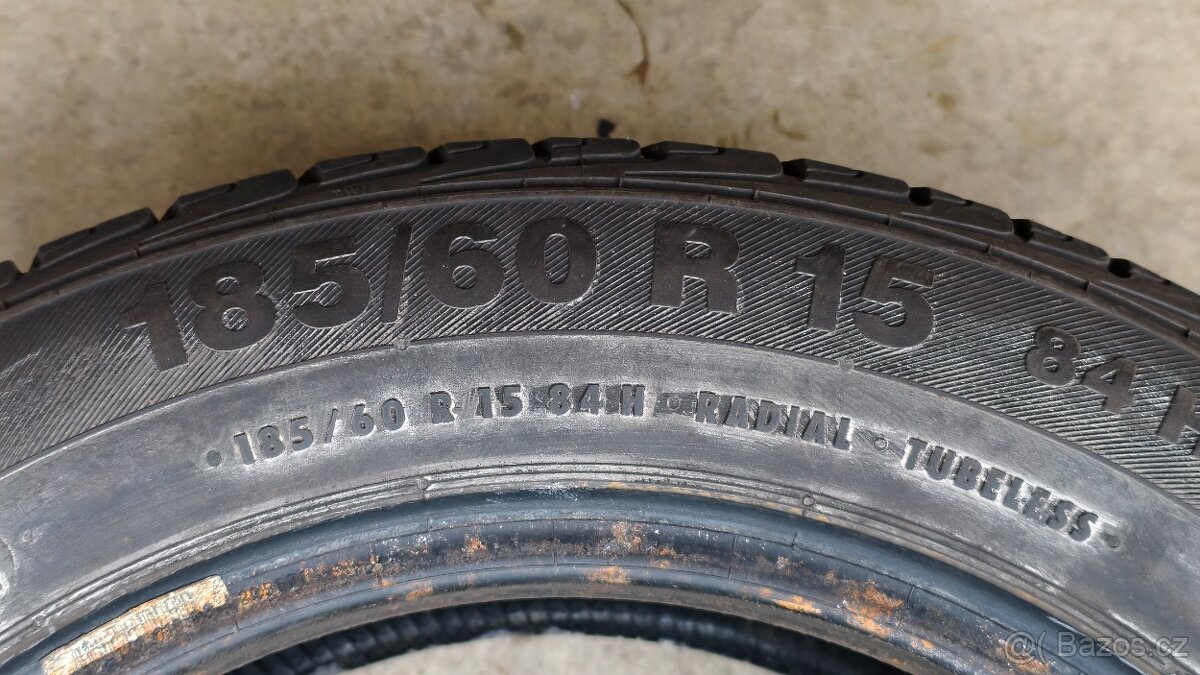 185/60 R 15 84 H
• 185/60 R 15 84 H • RADIAL • TUBELESS •
Bazos.cz